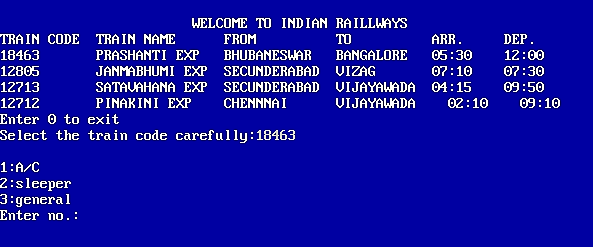 WELCOME TO INDIAN RAILLWAYS
TRAIN CODE TRAIN NAME FROM TO ARR. DEP.
18463 PRASHANTI EXP BHUBANESWAR BANGALORE 05:30 12:00
12805 JANMABHUMI EXP SECUNDERABAD VIZAG 07:10 07:30
12713 SATAVAHANA EXP SECUNDERABAD VIJAYAWADA 04:15 09:50
12712 PINAKINI EXP CHENNNAI VIJAYAWADA 02:10 09:10
Enter 0 to exit
Select the train code carefully:18463
1:A/C
2:sleeper
3:general
Enter no.: